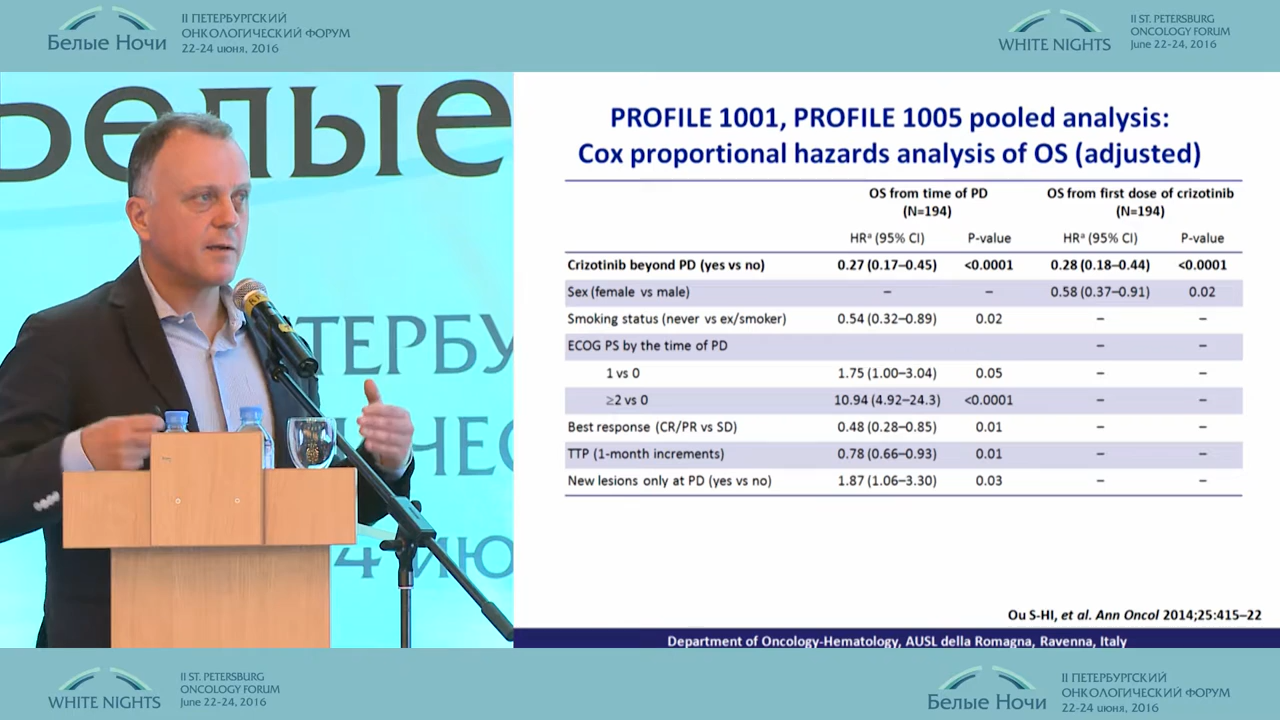 Белые Ночи
II ПЕТЕРБУРГСКИЙ
ОНКОЛОГИЧЕСКИЙ ФОРУМ
22-24 июня, 2016
WHITE NIGHTS
II ST. PETERSBURG
ONCOLOGY FORUM
June 22-24, 2016
Белые
ТЕРБУ
ЧЕС
4 ИЮ
PROFILE 1001, PROFILE 1005 pooled analysis:
Cox proportional hazards analysis of OS (adjusted)
OS from time of PD OS from first dose of crizotinib
(N=194) (N=194)
HRᵃ (95% CI) P-value HRᵃ (95% CI) P-value
Crizotinib beyond PD (yes vs no) 0.27 (0.17–0.45) <0.0001 0.28 (0.18–0.44) <0.0001
Sex (female vs male) – – 0.58 (0.37–0.91) 0.02
Smoking status (never vs ex/smoker) 0.54 (0.32–0.89) 0.02 – –
ECOG PS by the time of PD – –
1 vs 0 1.75 (1.00–3.04) 0.05 – –
≥2 vs 0 10.94 (4.92–24.3) <0.0001 – –
Best response (CR/PR vs SD) 0.48 (0.28–0.85) 0.01 – –
TTP (1-month increments) 0.78 (0.66–0.93) 0.01 – –
New lesions only at PD (yes vs no) 1.87 (1.06–3.30) 0.03 – –
Ou S-HI, et al. Ann Oncol 2014;25:415–22
Department of Oncology-Hematology, AUSL della Romagna, Ravenna, Italy
WHITE NIGHTS
II ST. PETERSBURG
ONCOLOGY FORUM
June 22-24, 2016
Белые Ночи
II ПЕТЕРБУРГСКИЙ
ОНКОЛОГИЧЕСКИЙ ФОРУМ
22-24 июня, 2016